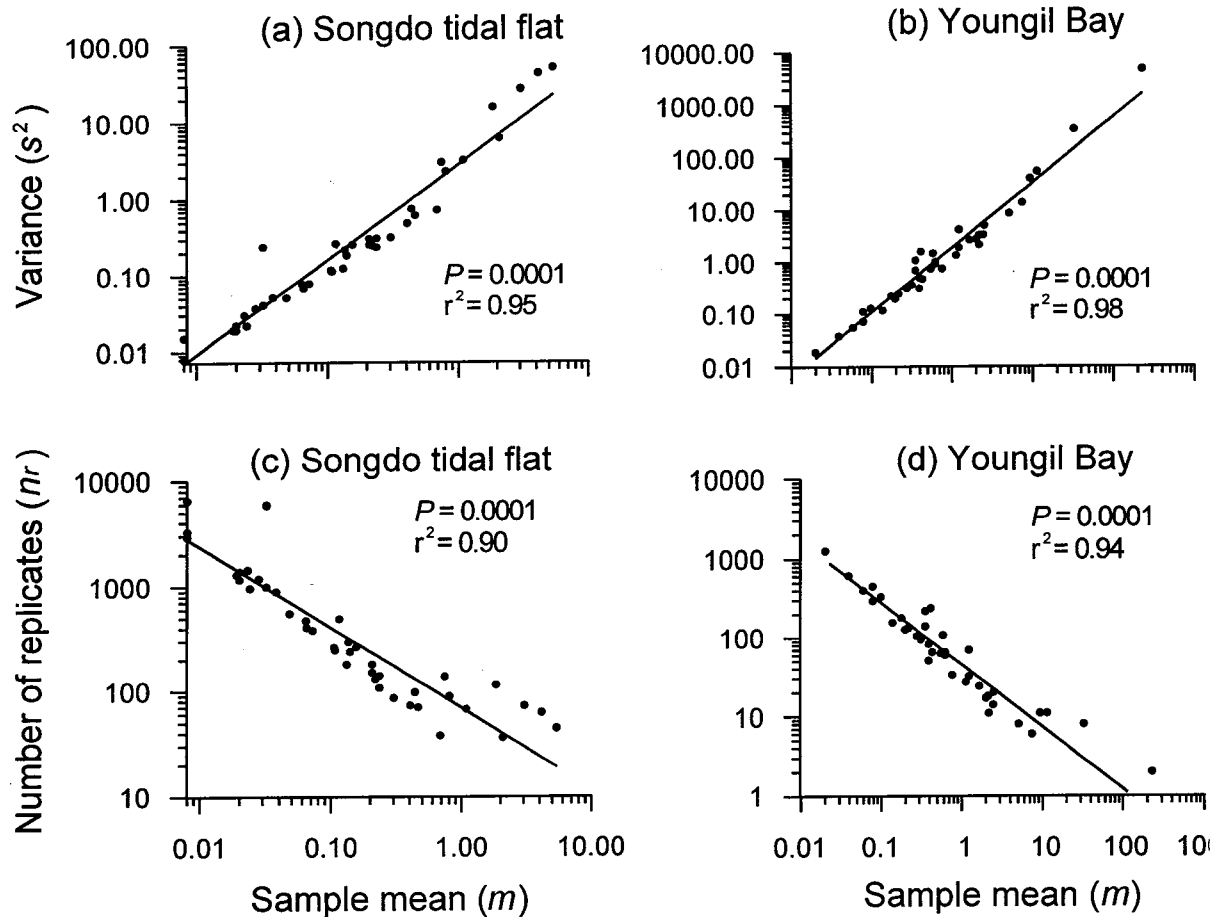 (a) Songdo tidal flat
(b) Youngil Bay
Variance (s²)
100.00
10.00
1.00
0.10
0.01
P = 0.0001
r² = 0.95
10000.00
1000.00
100.00
10.00
1.00
0.10
0.01
P = 0.0001
r² = 0.98
(c) Songdo tidal flat
(d) Youngil Bay
Number of replicates (nr)
10000
1000
100
10
P = 0.0001
r² = 0.90
0.01 0.10 1.00 10.00
Sample mean (m)
10000
1000
100
10
1
P = 0.0001
r² = 0.94
0.01 0.1 1 10 100
Sample mean (m)